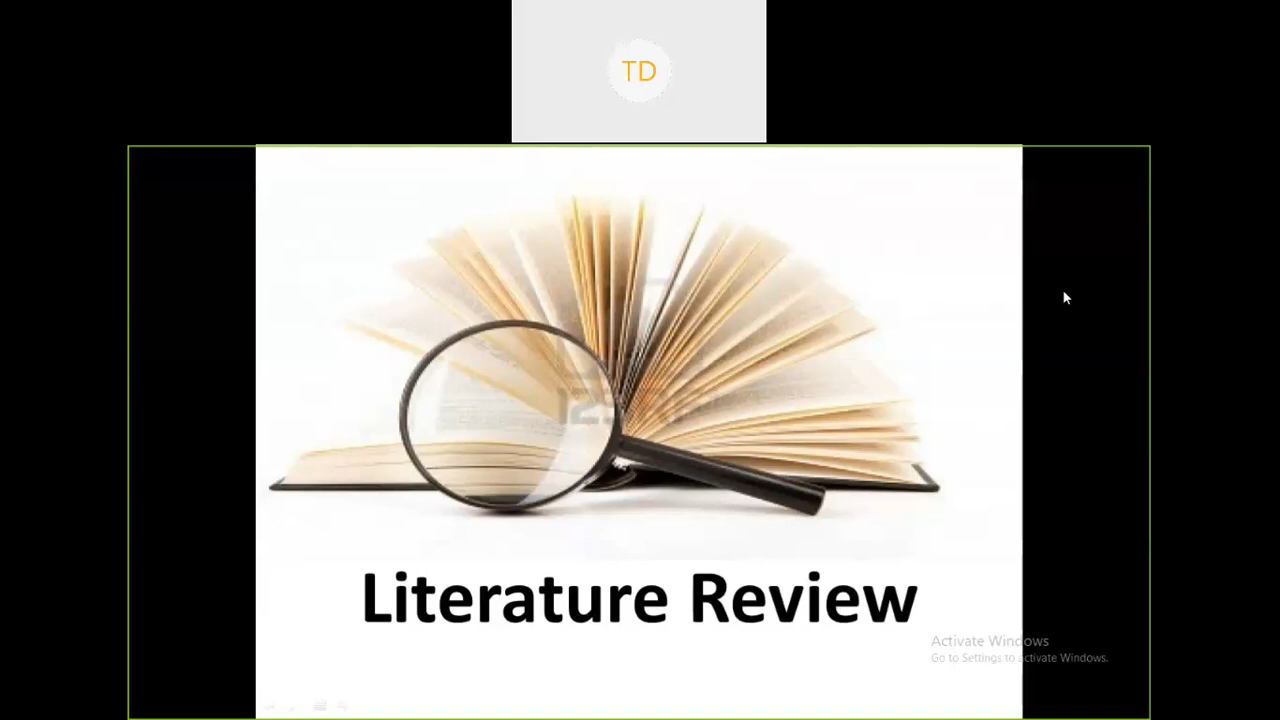 TD
Literature Review
Activate Windows
Go to Settings to activate Windows.